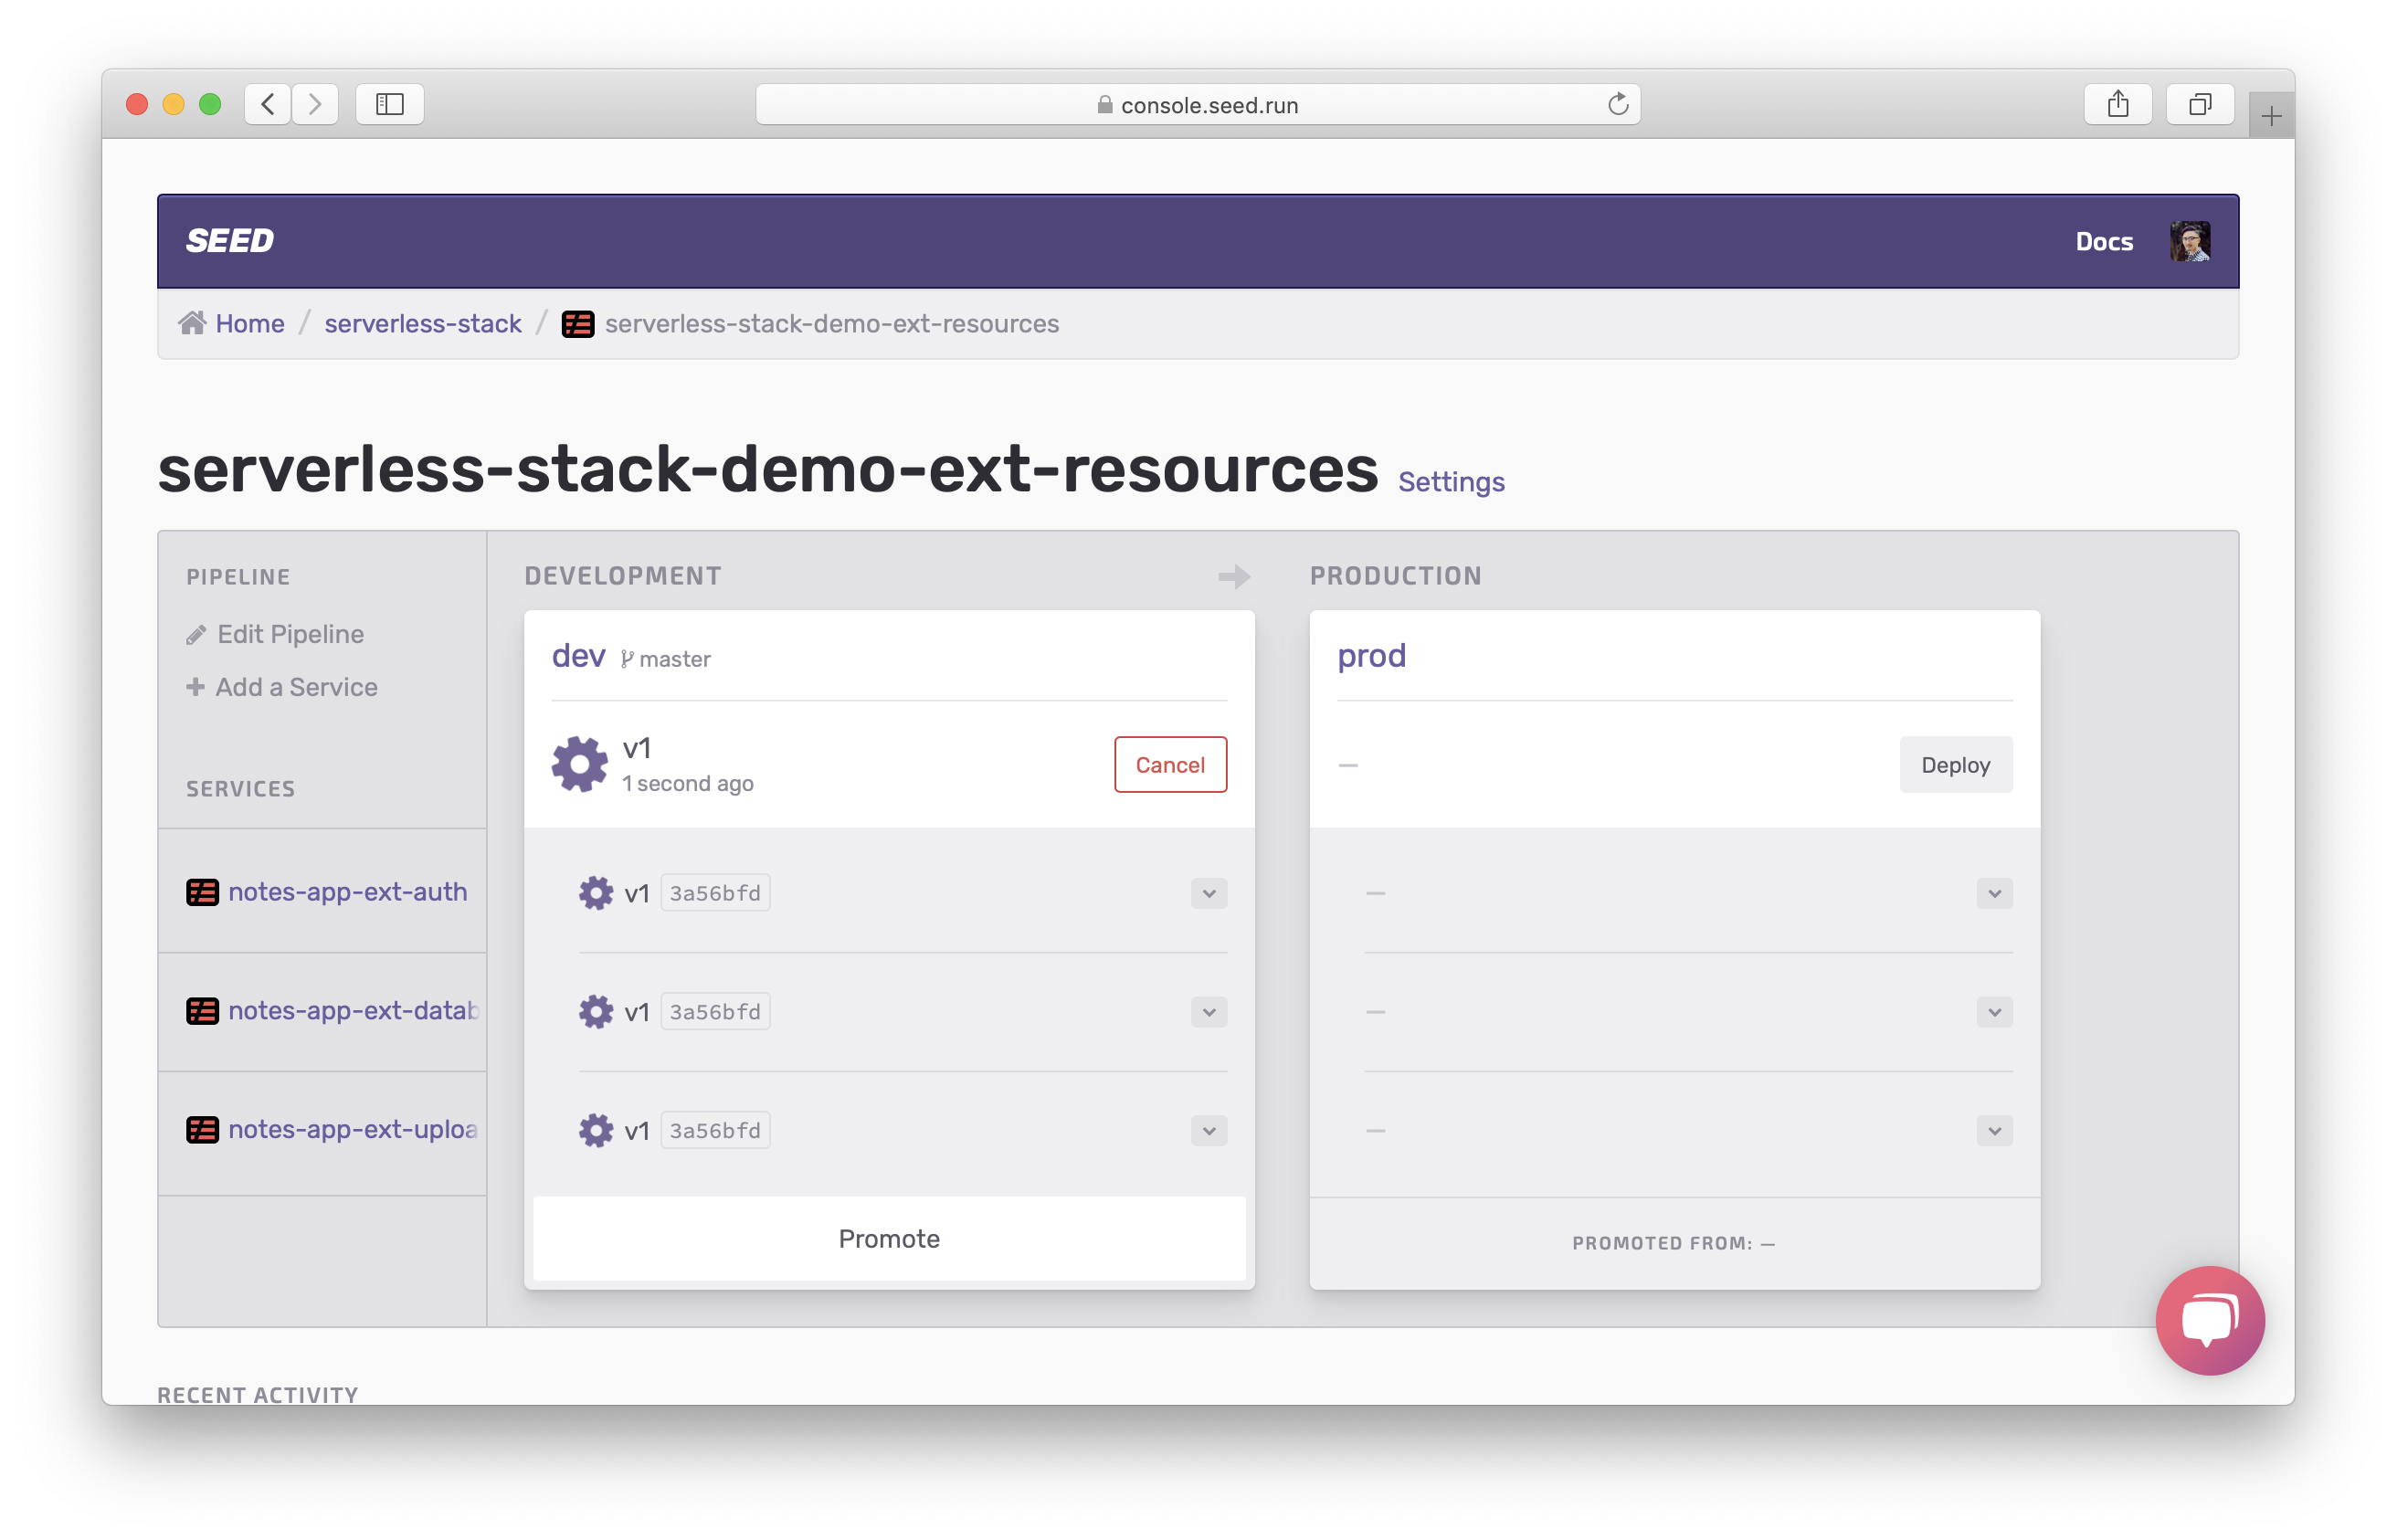 console.seed.run
SEED
Docs
Home / serverless-stack / serverless-stack-demo-ext-resources
serverless-stack-demo-ext-resources Settings
PIPELINE
Edit Pipeline
Add a Service
SERVICES
notes-app-ext-auth
notes-app-ext-datab
notes-app-ext-uploa
DEVELOPMENT
dev master
v1
1 second ago
Cancel
v1 3a56bfd
v1 3a56bfd
v1 3a56bfd
Promote
PRODUCTION
prod
—
Deploy
—
—
—
PROMOTED FROM: —
RECENT ACTIVITY